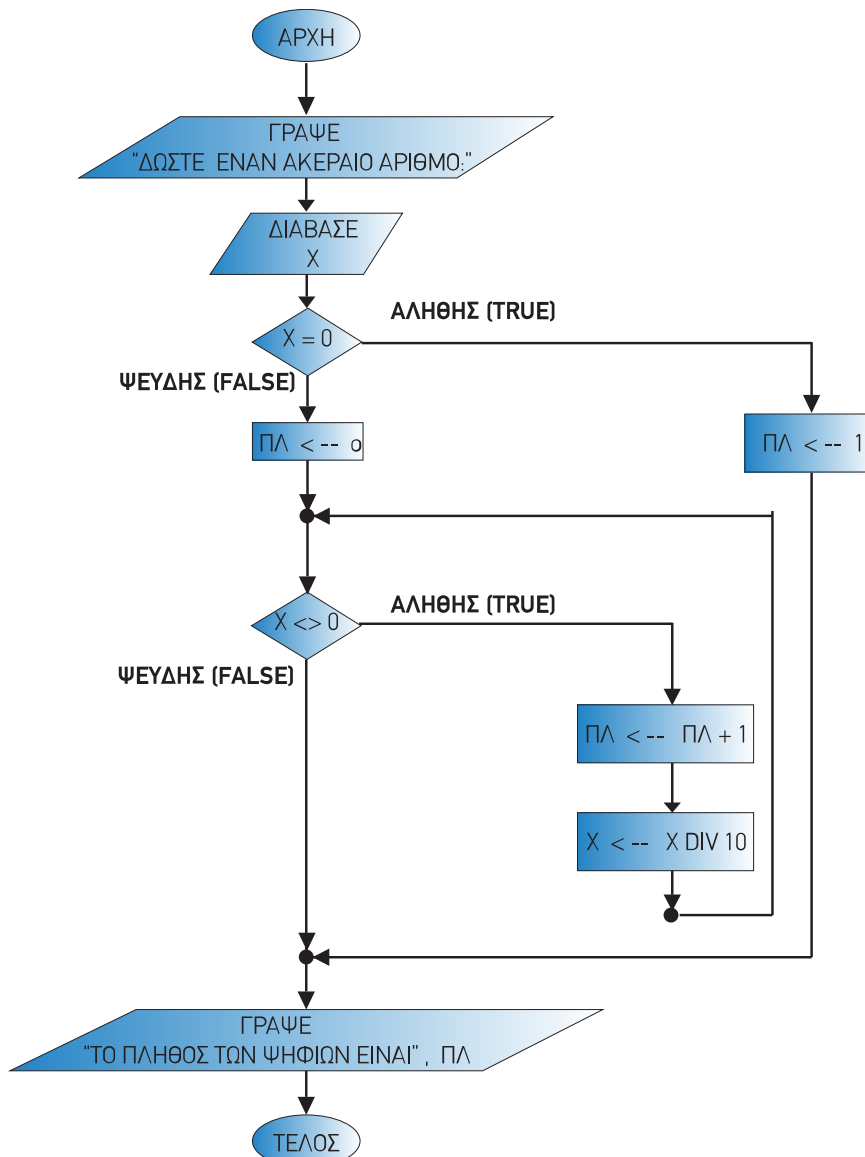 ΑΡΧΗ
ΓΡΑΨΕ
"ΔΩΣΤΕ ΕΝΑΝ ΑΚΕΡΑΙΟ ΑΡΙΘΜΟ:"
ΔΙΑΒΑΣΕ
Χ
Χ = 0
ΑΛΗΘΗΣ (TRUE)
ΨΕΥΔΗΣ (FALSE)
ΠΛ < -- ο
ΠΛ < -- 1
Χ <> 0
ΑΛΗΘΗΣ (TRUE)
ΨΕΥΔΗΣ (FALSE)
ΠΛ < -- ΠΛ + 1
Χ < -- Χ DIV 10
ΓΡΑΨΕ
"ΤΟ ΠΛΗΘΟΣ ΤΩΝ ΨΗΦΙΩΝ ΕΙΝΑΙ" , ΠΛ
ΤΕΛΟΣ